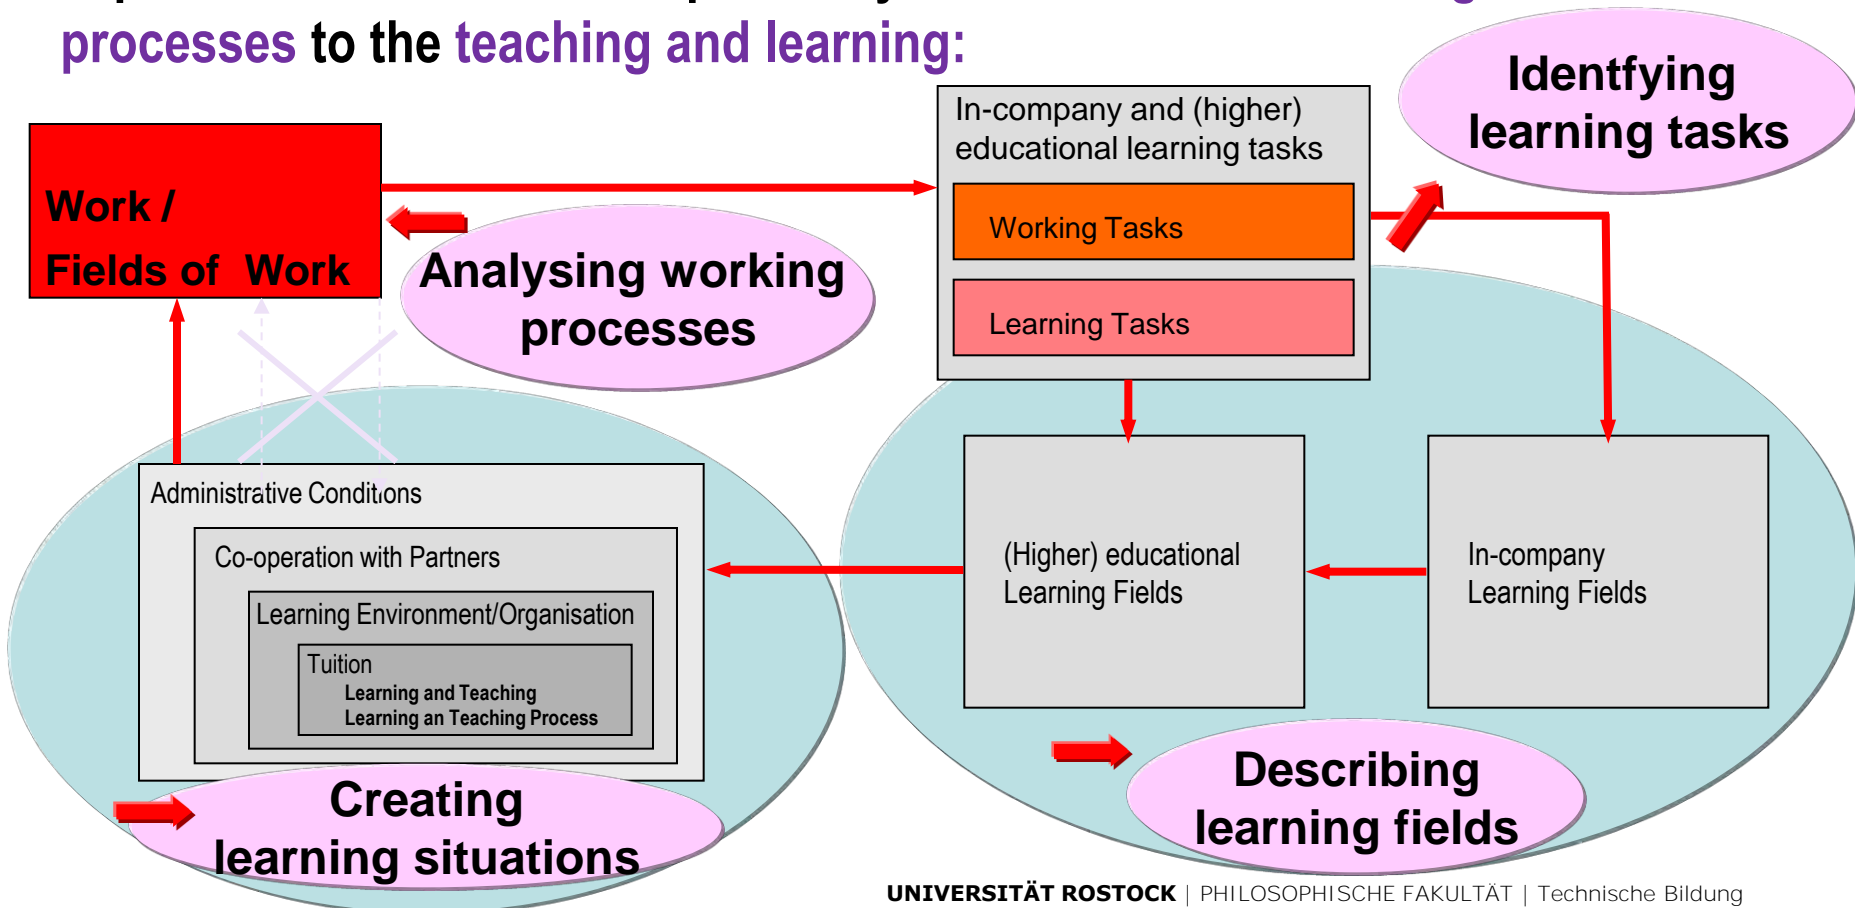 processes to the teaching and learning:
Identfying
learning tasks
In-company and (higher)
educational learning tasks
Work /
Fields of Work
Working Tasks
Analysing working
processes
Learning Tasks
Administrative Conditions
Co-operation with Partners
(Higher) educational
Learning Fields
In-company
Learning Fields
Learning Environment/Organisation
Tuition
Learning and Teaching
Learning an Teaching Process
Describing
learning fields
Creating
learning situations
UNIVERSITÄT ROSTOCK | PHILOSOPHISCHE FAKULTÄT | Technische Bildung